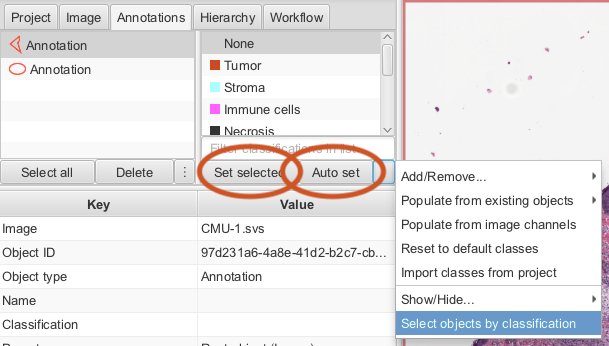 Project Image Annotations Hierarchy Workflow
Annotation
Annotation
None
Tumor
Stroma
Immune cells
Necrosis
Filter classifications in list
Select all Delete Set selected Auto set
Key Value
Image CMU-1.svs
Object ID 97d231a6-4a8e-41d2-b2c7-cb...
Object type Annotation
Name
Classification
Add/Remove...
Populate from existing objects
Populate from image channels
Reset to default classes
Import classes from project
Show/Hide...
Select objects by classification